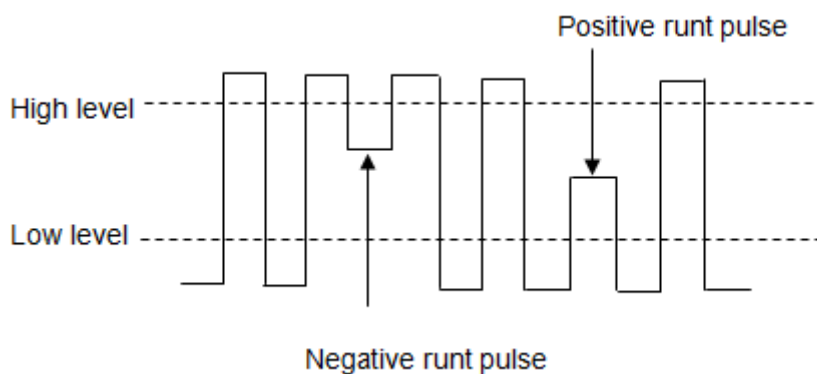 Positive runt pulse
High level
Low level
Negative runt pulse